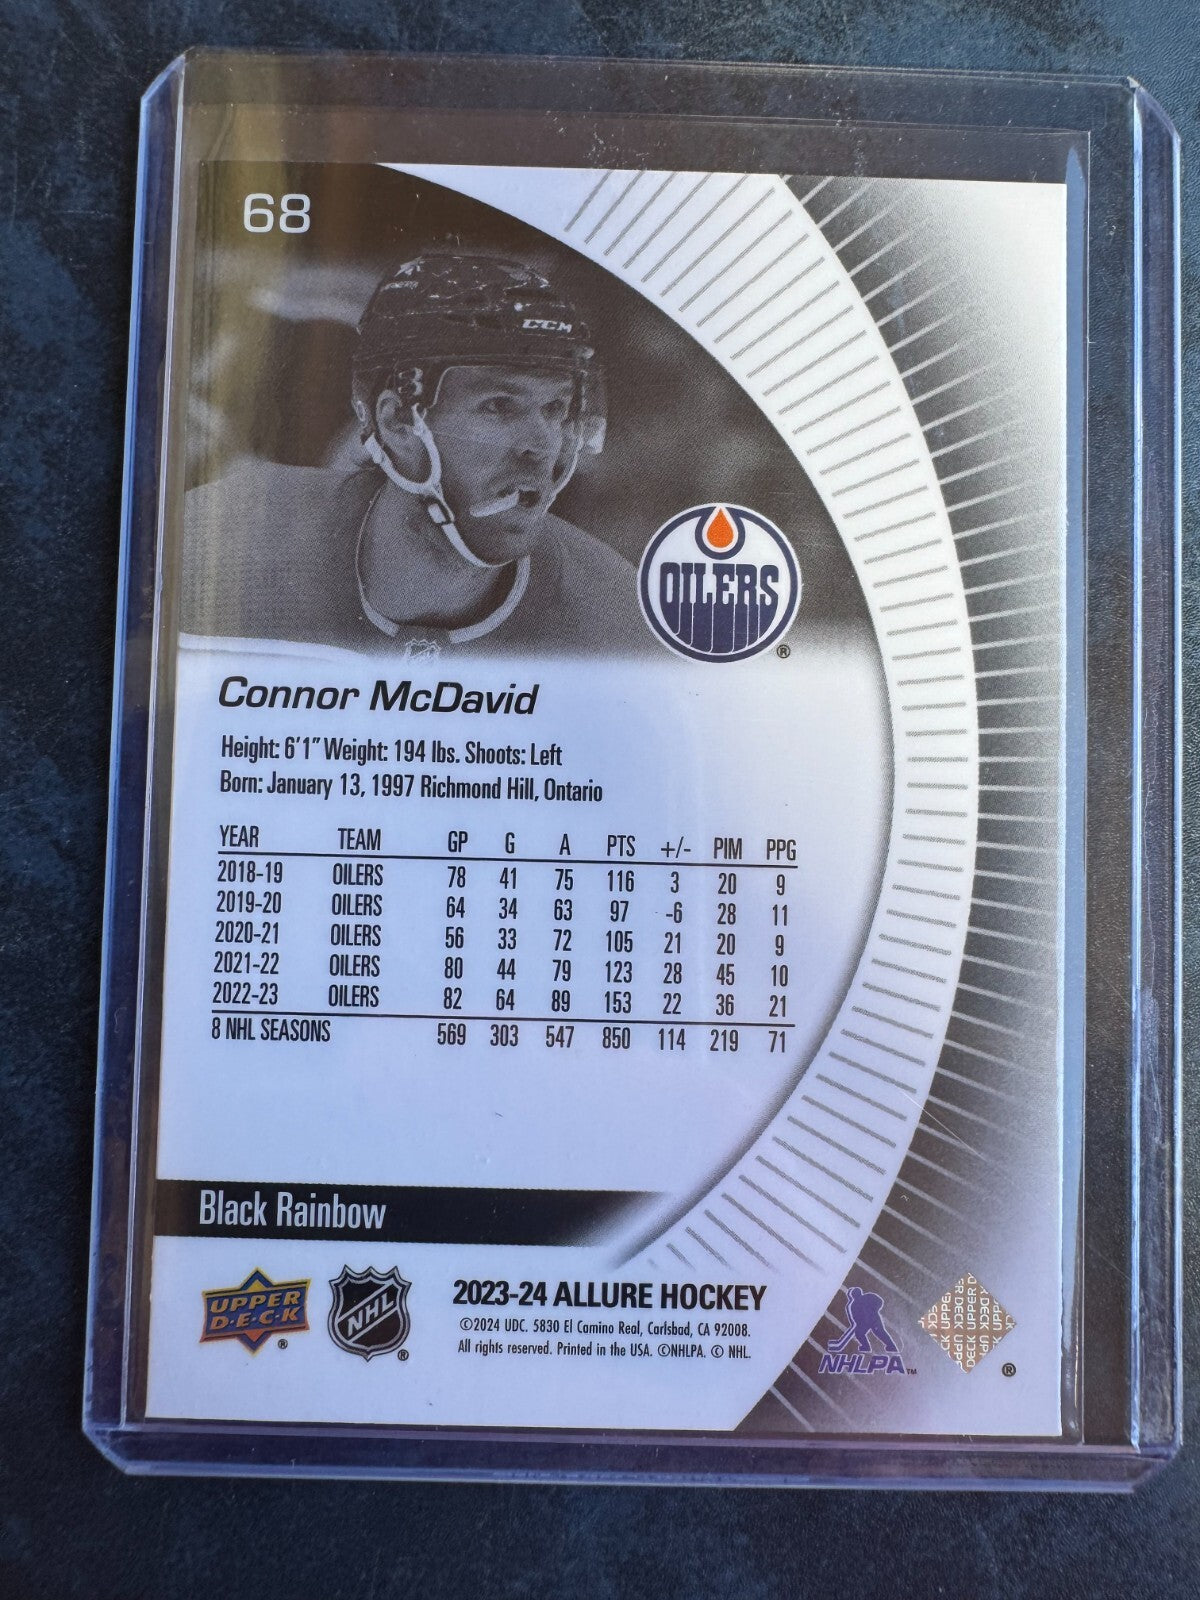 68
CCM
OILERS
®
Connor McDavid
Height: 6'1" Weight: 194 lbs. Shoots: Left
Born: January 13, 1997 Richmond Hill, Ontario
YEAR TEAM GP G A PTS +/- PIM PPG
2018-19 OILERS 78 41 75 116 3 20 9
2019-20 OILERS 64 34 63 97 -6 28 11
2020-21 OILERS 56 33 72 105 21 20 9
2021-22 OILERS 80 44 79 123 28 45 10
2022-23 OILERS 82 64 89 153 22 36 21
8 NHL SEASONS 569 303 547 850 114 219 71
Black Rainbow
UPPER
D·E·C·K
®
NHL
®
2023-24 ALLURE HOCKEY
©2024 UDC. 5830 El Camino Real, Carlsbad, CA 92008.
All rights reserved. Printed in the USA. ©NHLPA. © NHL.
NHLPA™
UPPER DECK
®